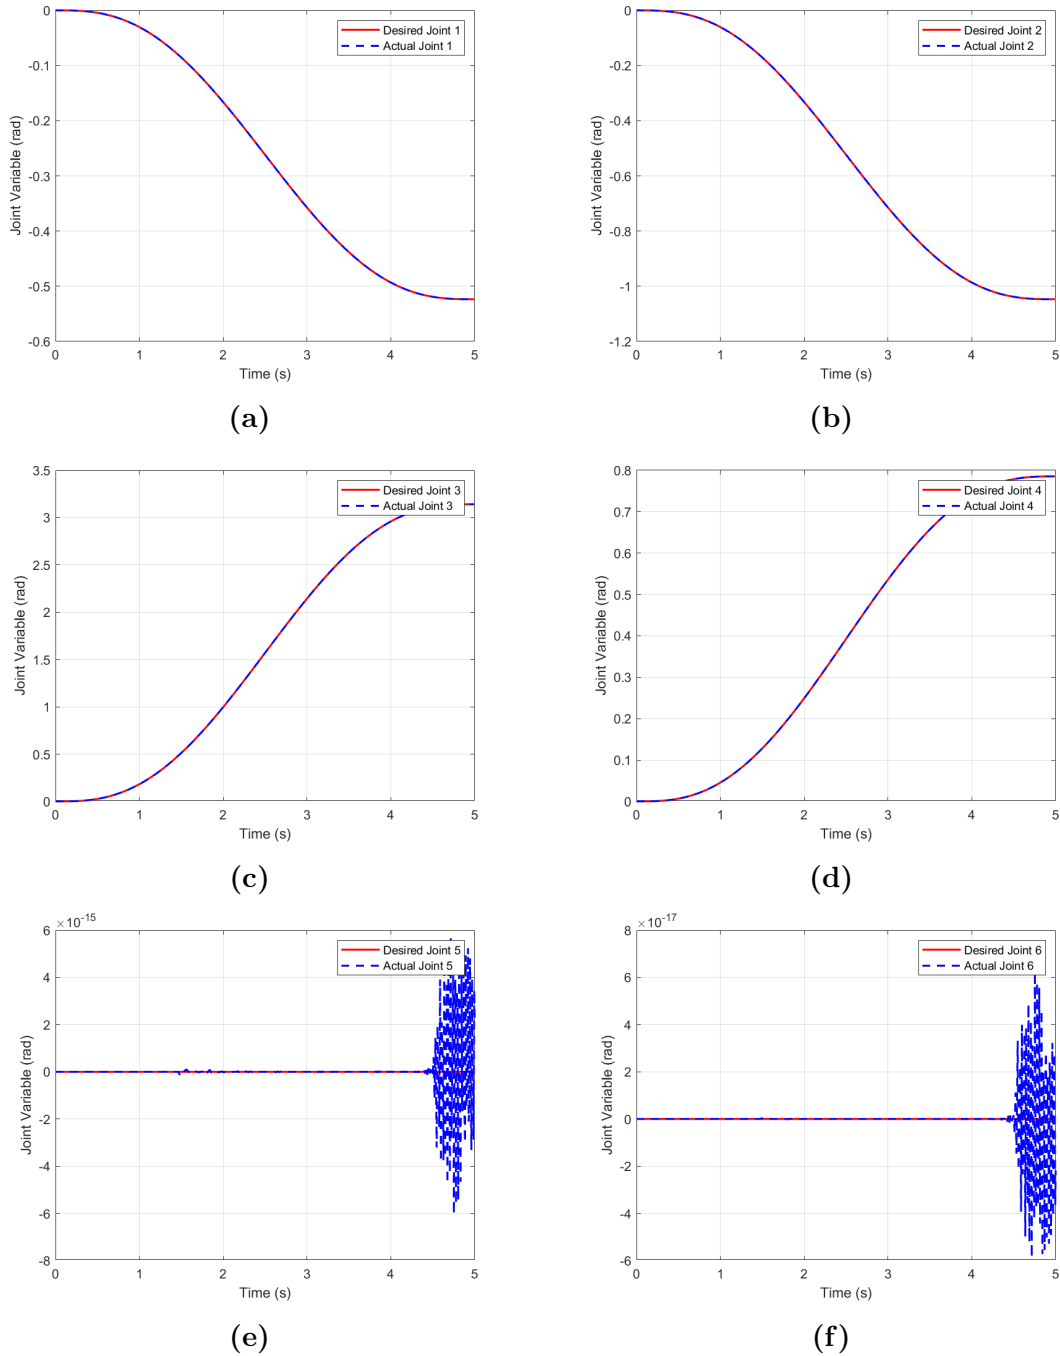 0
-0.1
-0.2
-0.3
-0.4
-0.5
-0.6
Joint Variable (rad)
Desired Joint 1
Actual Joint 1
0 1 2 3 4 5
Time (s)
(a)
0
-0.2
-0.4
-0.6
-0.8
-1
-1.2
Joint Variable (rad)
Desired Joint 2
Actual Joint 2
0 1 2 3 4 5
Time (s)
(b)
3.5
3
2.5
2
1.5
1
0.5
0
Joint Variable (rad)
Desired Joint 3
Actual Joint 3
0 1 2 3 4 5
Time (s)
(c)
0.8
0.7
0.6
0.5
0.4
0.3
0.2
0.1
0
Joint Variable (rad)
Desired Joint 4
Actual Joint 4
0 1 2 3 4 5
Time (s)
(d)
×10⁻¹⁵
6
4
2
0
-2
-4
-6
-8
Joint Variable (rad)
Desired Joint 5
Actual Joint 5
0 1 2 3 4 5
Time (s)
(e)
×10⁻¹⁷
8
6
4
2
0
-2
-4
-6
Joint Variable (rad)
Desired Joint 6
Actual Joint 6
0 1 2 3 4 5
Time (s)
(f)